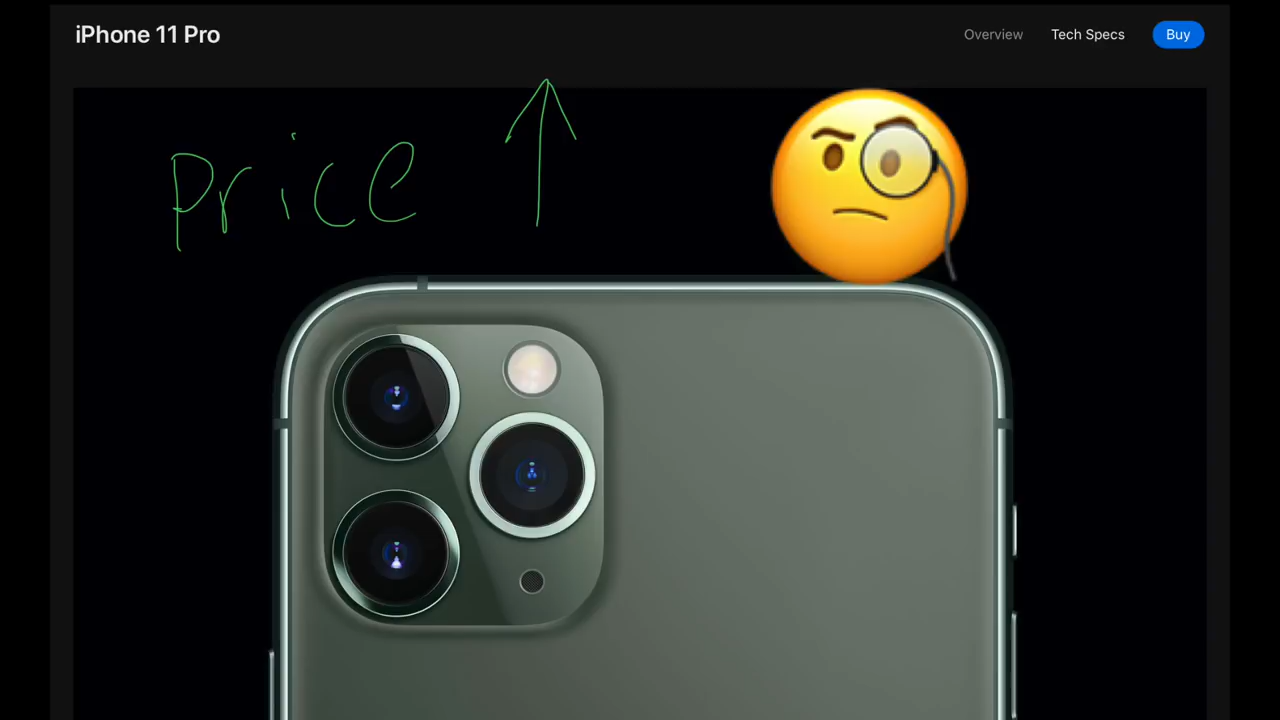 iPhone 11 Pro
Overview
Tech Specs
Buy
Price ↑